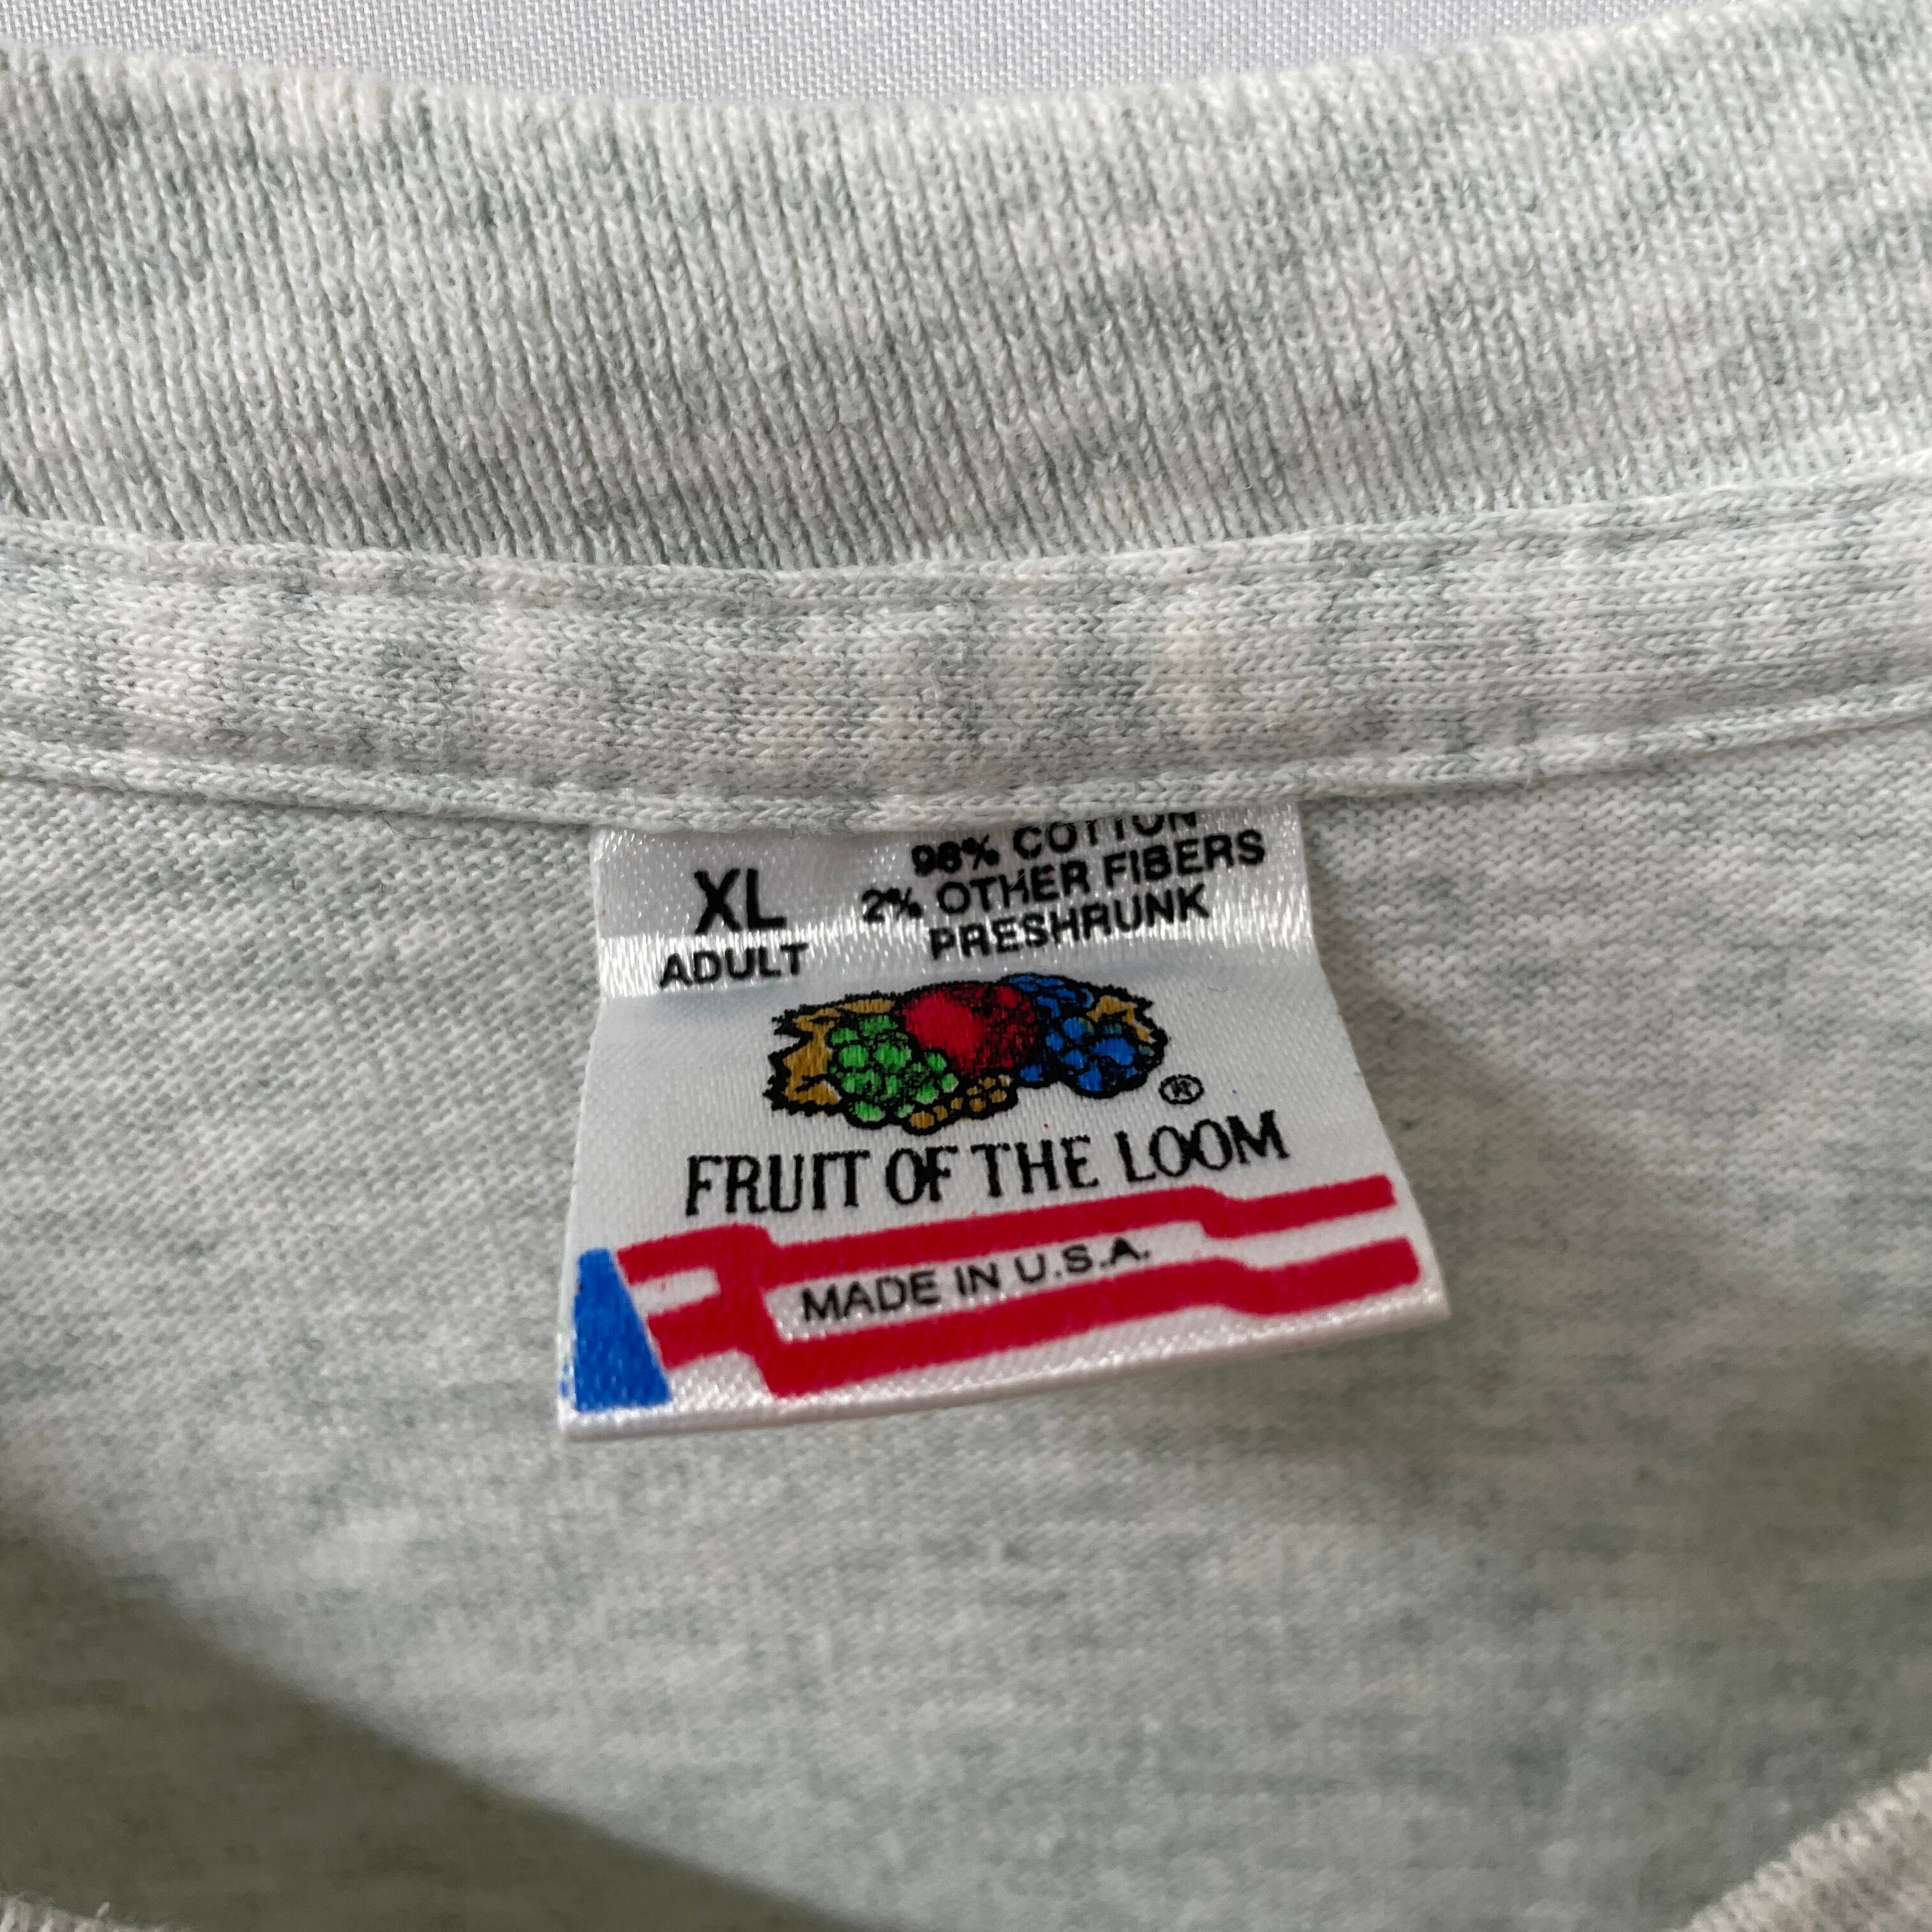 98% COTTON
2% OTHER FIBERS
PRESHRUNK
XL
ADULT
®
FRUIT OF THE LOOM
MADE IN U.S.A.